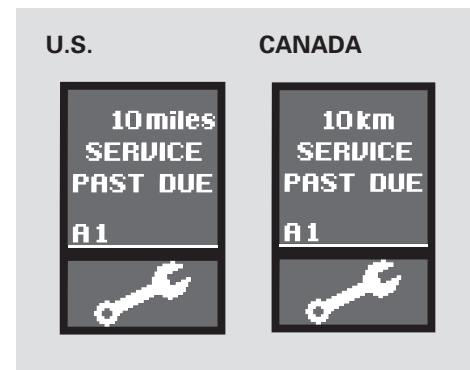 U.S.
CANADA
10 miles
SERVICE
PAST DUE
A1
10 km
SERVICE
PAST DUE
A1